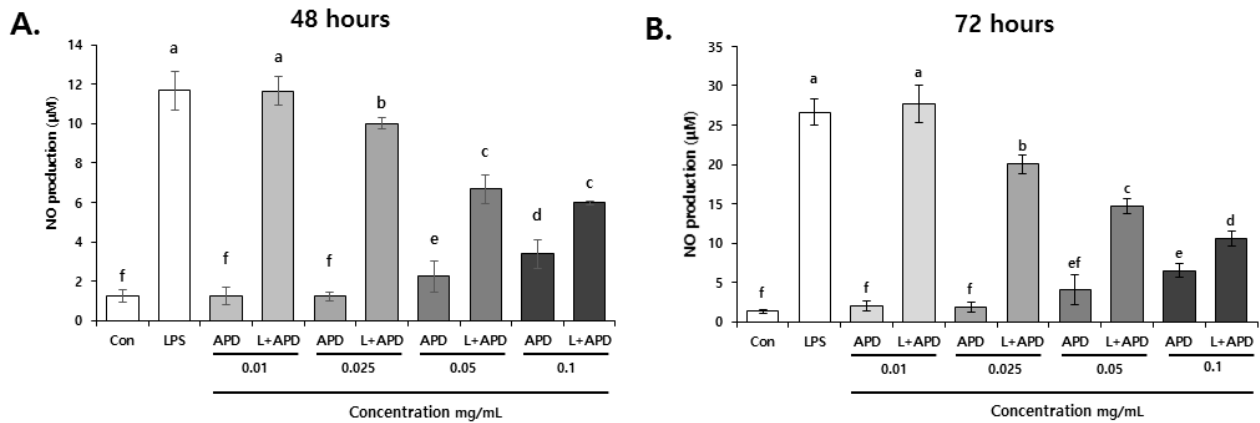 A.
48 hours
NO production (μM)
14
12
10
8
6
4
2
0
f
a
f
a
f
b
e
c
d
c
Con LPS APD L+APD APD L+APD APD L+APD APD L+APD
0.01 0.025 0.05 0.1
Concentration mg/mL
B.
72 hours
NO production (μM)
35
30
25
20
15
10
5
0
f
a
f
a
f
b
ef
c
e
d
Con LPS APD L+APD APD L+APD APD L+APD APD L+APD
0.01 0.025 0.05 0.1
Concentration mg/mL